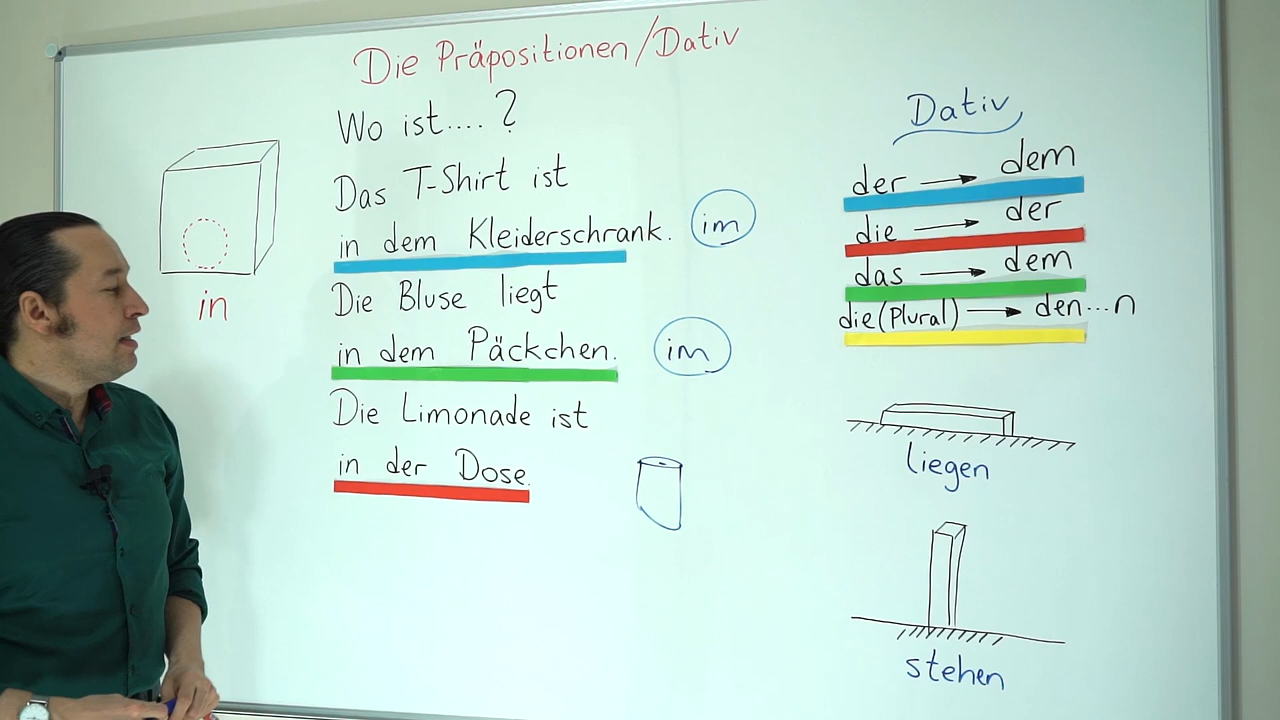 Die Präpositionen/Dativ
Wo ist....?
Das T-Shirt ist
in dem Kleiderschrank. im
Die Bluse liegt
in dem Päckchen. im
Die Limonade ist
in der Dose.
in
Dativ
der → dem
die → der
das → dem
die (Plural) → den...n
liegen
stehen